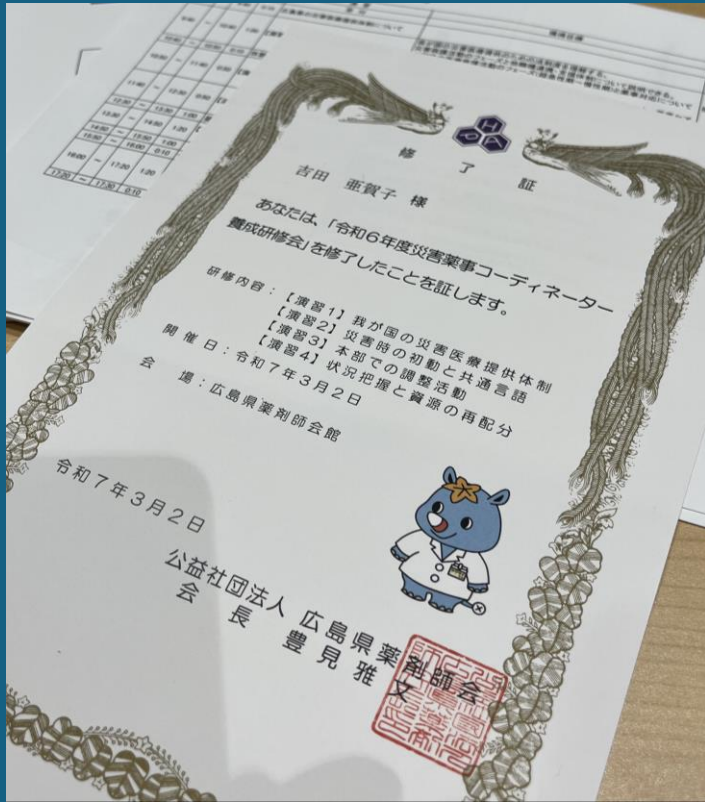 修了証
吉田 亜賀子 様
あなたは、「令和6年度災害薬事コーディネーター
養成研修会」を修了したことを証します。
研修内容：【演習1】我が国の災害医療提供体制
【演習2】災害時の初動と共通言語
【演習3】本部での調整活動
【演習4】状況把握と資源の再配分
開催日：令和7年3月2日
会場：広島県薬剤師会館
令和7年3月2日
公益社団法人 広島県薬剤師会
会長 豊見雅文